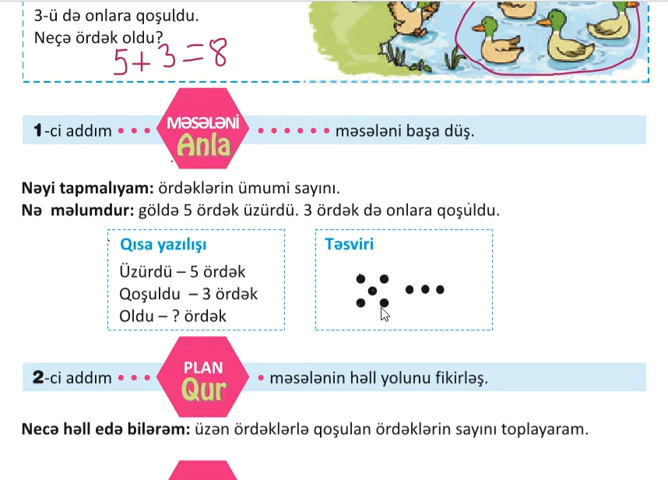 3-ü də onlara qoşuldu.
Neçə ördək oldu?
5+3=8
1-ci addım • • • MƏSƏLƏNİ Anla • • • • • • məsələni başa düş.
Nəyi tapmalıyam: ördəklərin ümumi sayını.
Nə məlumdur: göldə 5 ördək üzürdü. 3 ördək də onlara qoşuldu.
Qısa yazılışı
Üzürdü – 5 ördək
Qoşuldu – 3 ördək
Oldu – ? ördək
Təsviri
2-ci addım • • • PLAN Qur • məsələnin həll yolunu fikirləş.
Necə həll edə bilərəm: üzən ördəklərlə qoşulan ördəklərin sayını toplayaram.